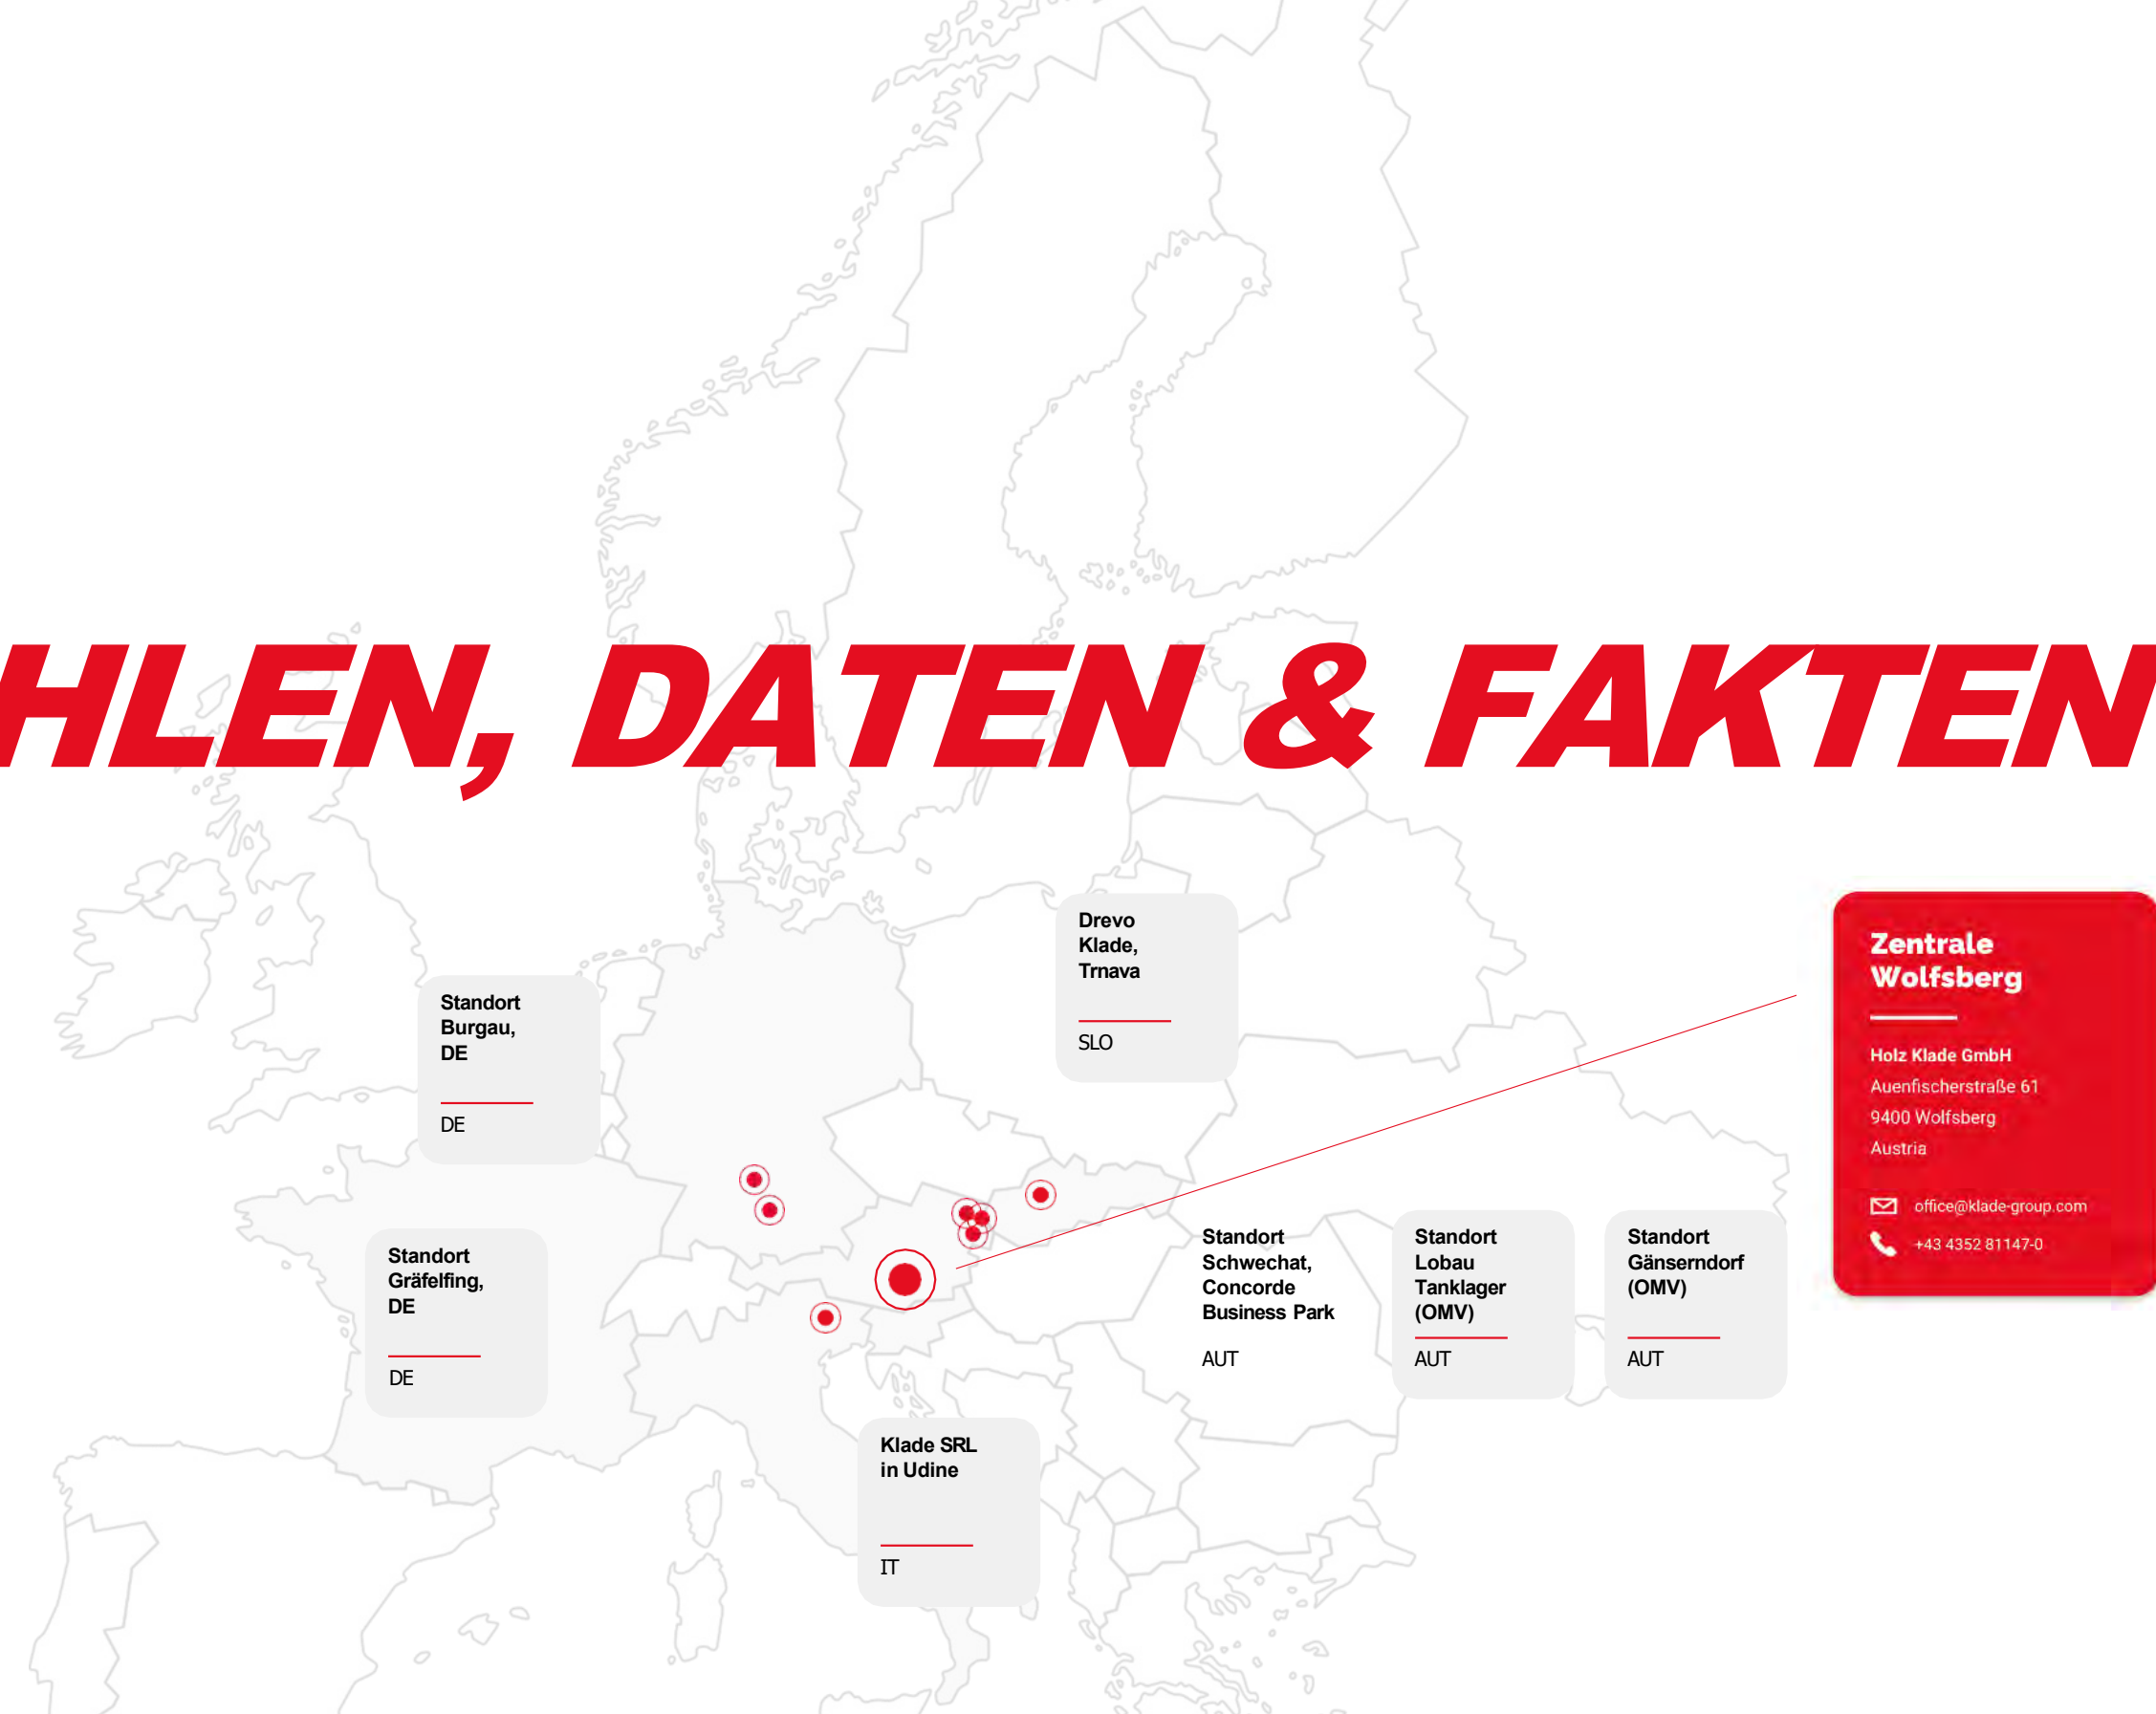 HLEN, DATEN & FAKTEN
Drevo
Klade,
Trnava
SLO
Standort
Burgau,
DE
DE
Standort
Gräfelfing,
DE
DE
Klade SRL
in Udine
IT
Standort
Schwechat,
Concorde
Business Park
AUT
Standort
Lobau
Tanklager
(OMV)
AUT
Standort
Gänserndorf
(OMV)
AUT
Zentrale
Wolfsberg
Holz Klade GmbH
Auenfischerstraße 61
9400 Wolfsberg
Austria
office@klade-group.com
+43 4352 81147-0